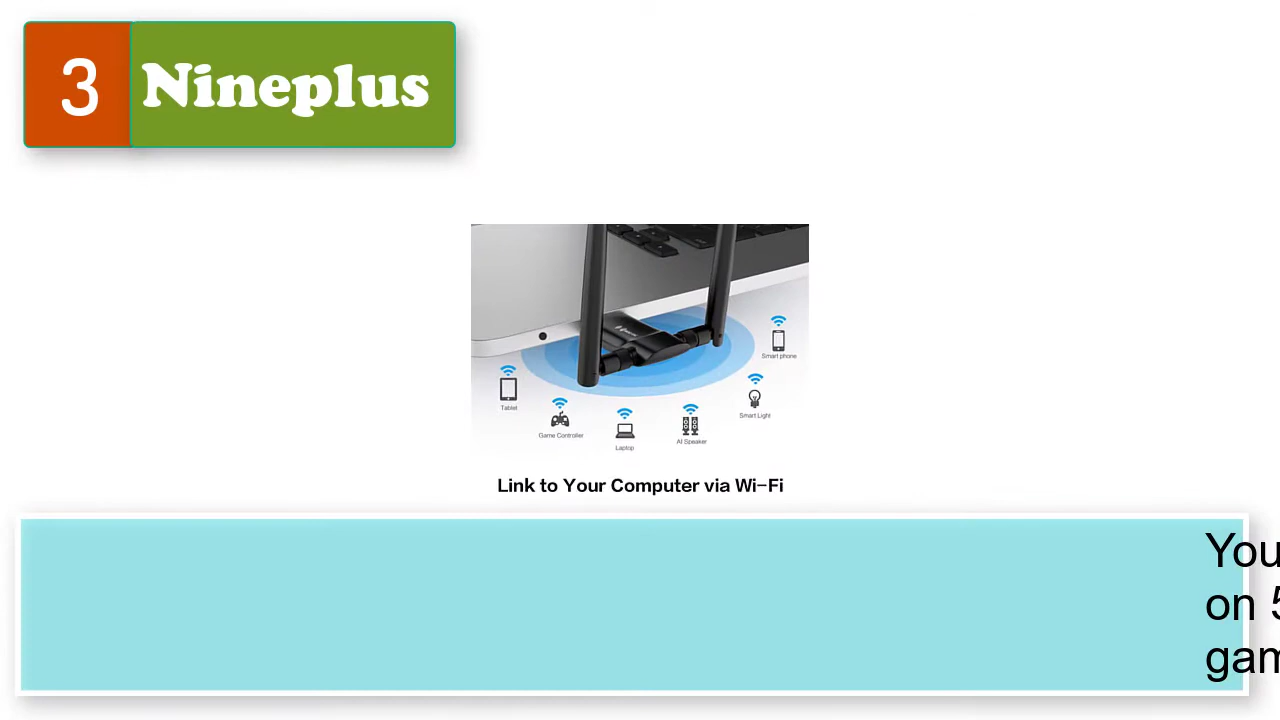 3 Nineplus
Smart phone
Tablet
Smart Light
Game Controller
AI Speaker
Laptop
Link to Your Computer via Wi-Fi
You
on 5
gam